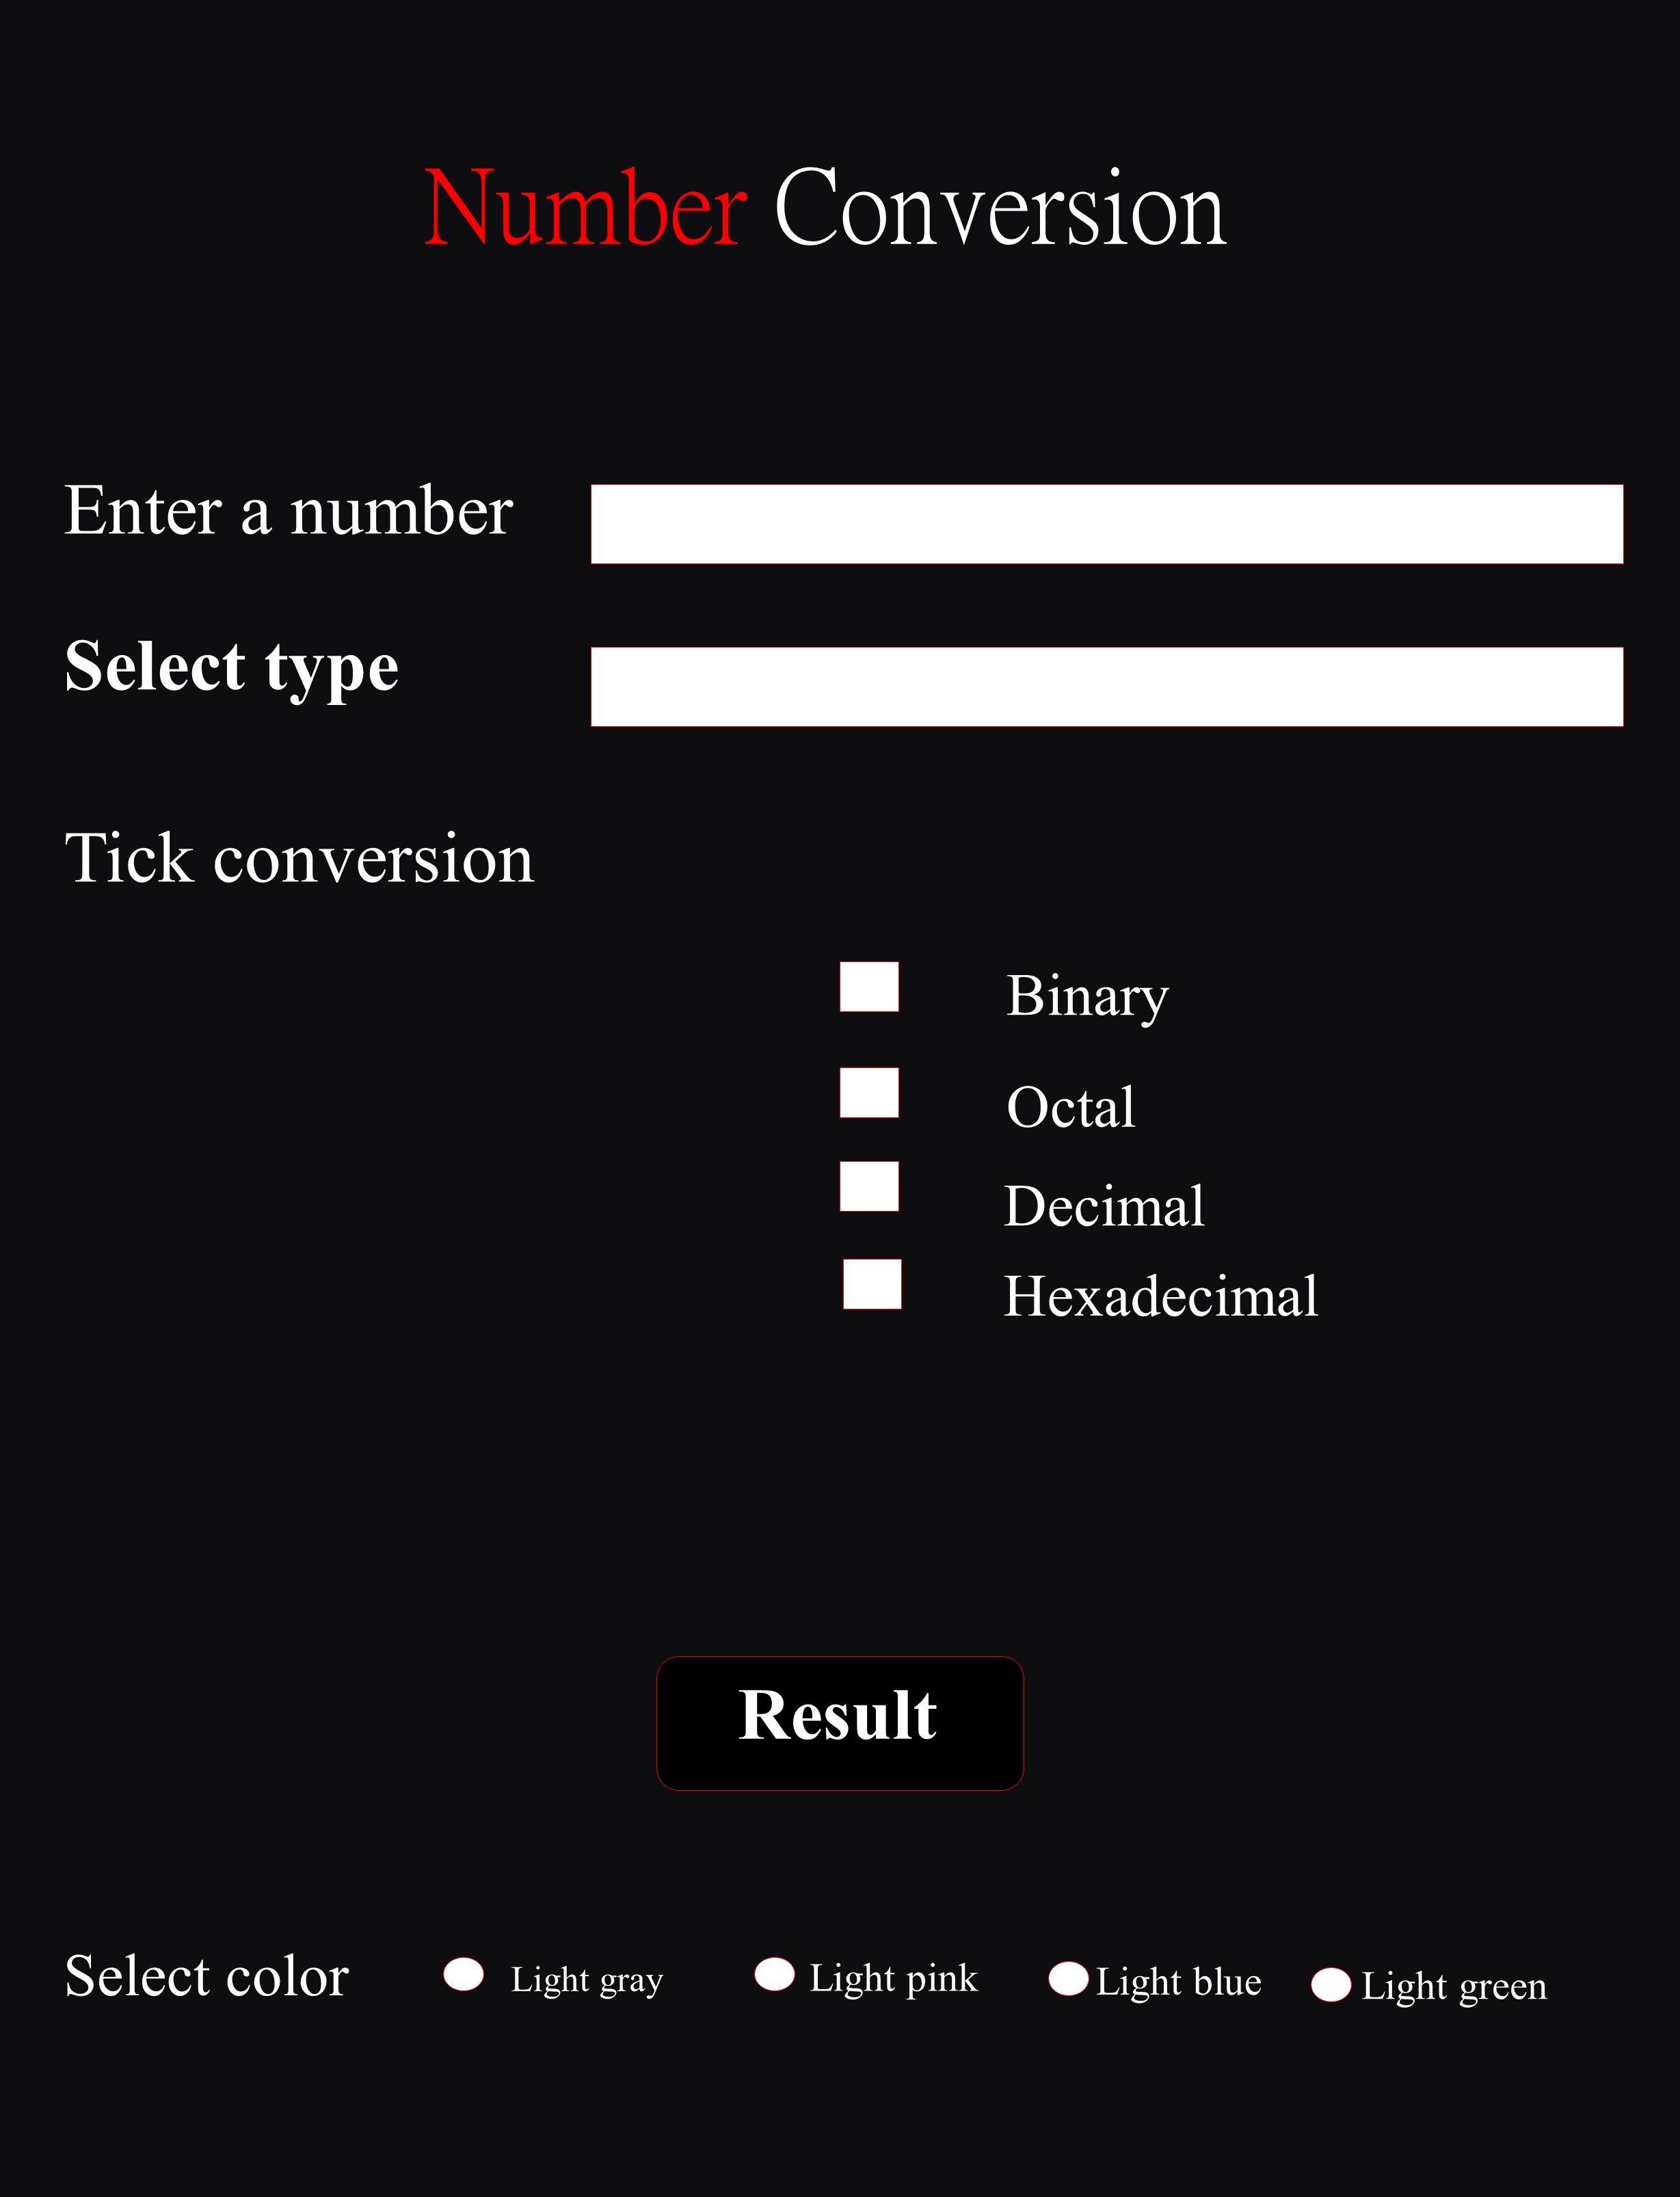 Number Conversion
Enter a number
Select type
Tick conversion
Binary
Octal
Decimal
Hexadecimal
Result
Select color Light gray Light pink Light blue Light green